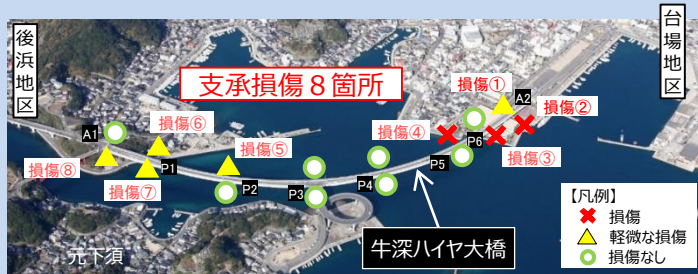 後浜地区
台場地区
支承損傷８箇所
損傷①
A2
損傷②
A1
損傷⑥
損傷④
P6
損傷⑤
P5
損傷③
損傷⑧
P1
損傷⑦
P2
P3
P4
牛深ハイヤ大橋
元下須
【凡例】
損傷
軽微な損傷
損傷なし